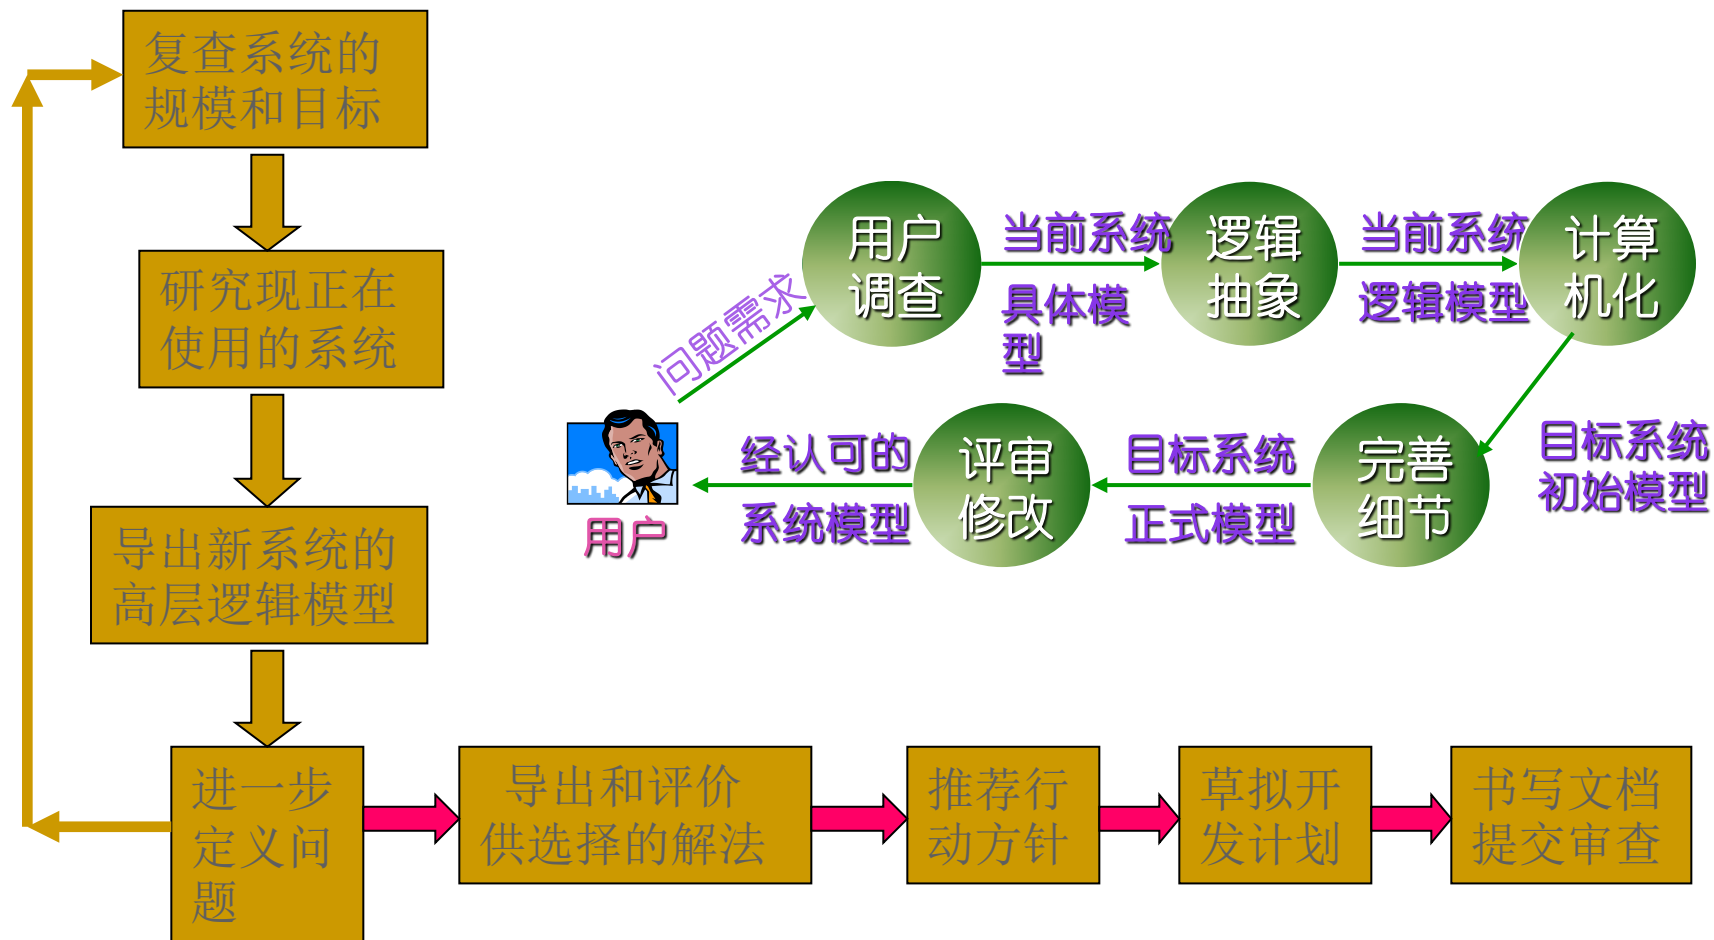 复查系统的
规模和目标
研究现正在
使用的系统
导出新系统的
高层逻辑模型
进一步
定义问
题
导出和评价
供选择的解法
推荐行
动方针
草拟开
发计划
书写文档
提交审查
问题需求
用户
调查
当前系统
具体模
型
逻辑
抽象
当前系统
逻辑模型
计算
机化
目标系统
初始模型
完善
细节
目标系统
正式模型
评审
修改
经认可的
系统模型
用户